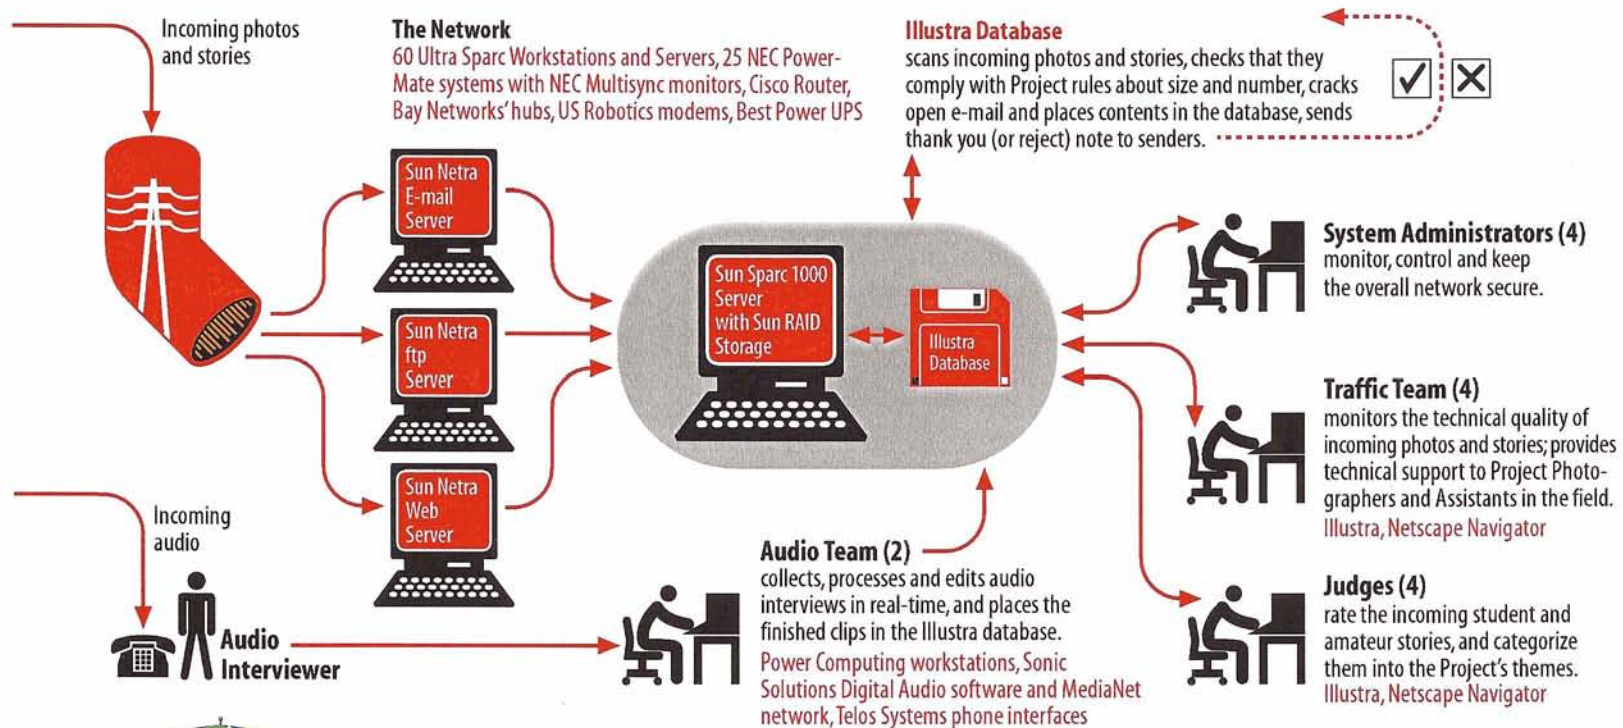 Incoming photos
and stories
The Network
60 Ultra Sparc Workstations and Servers, 25 NEC Power-
Mate systems with NEC Multisync monitors, Cisco Router,
Bay Networks' hubs, US Robotics modems, Best Power UPS
Illustra Database
scans incoming photos and stories, checks that they
comply with Project rules about size and number, cracks
open e-mail and places contents in the database, sends
thank you (or reject) note to senders.
Sun Netra
E-mail
Server
Sun Netra
ftp
Server
Sun Netra
Web
Server
Sun Sparc 1000
Server
with Sun RAID
Storage
Illustra
Database
System Administrators (4)
monitor, control and keep
the overall network secure.
Traffic Team (4)
monitors the technical quality of
incoming photos and stories; provides
technical support to Project Photo-
graphers and Assistants in the field.
Illustra, Netscape Navigator
Judges (4)
rate the incoming student and
amateur stories, and categorize
them into the Project's themes.
Illustra, Netscape Navigator
Incoming
audio
Audio
Interviewer
Audio Team (2)
collects, processes and edits audio
interviews in real-time, and places the
finished clips in the Illustra database.
Power Computing workstations, Sonic
Solutions Digital Audio software and MediaNet
network, Telos Systems phone interfaces